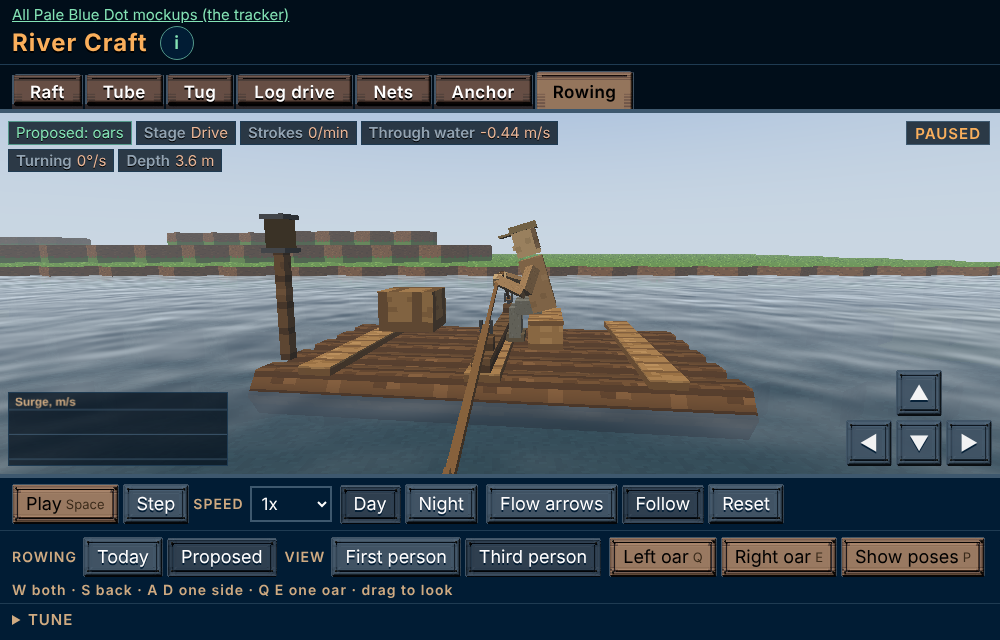 All Pale Blue Dot mockups (the tracker)
River Craft i
Raft Tube Tug Log drive Nets Anchor Rowing
Proposed: oars Stage Drive Strokes 0/min Through water -0.44 m/s PAUSED
Turning 0°/s Depth 3.6 m
Surge, m/s
Play Space Step SPEED 1x Day Night Flow arrows Follow Reset
ROWING Today Proposed VIEW First person Third person Left oar Q Right oar E Show poses P
W both · S back · A D one side · Q E one oar · drag to look
TUNE